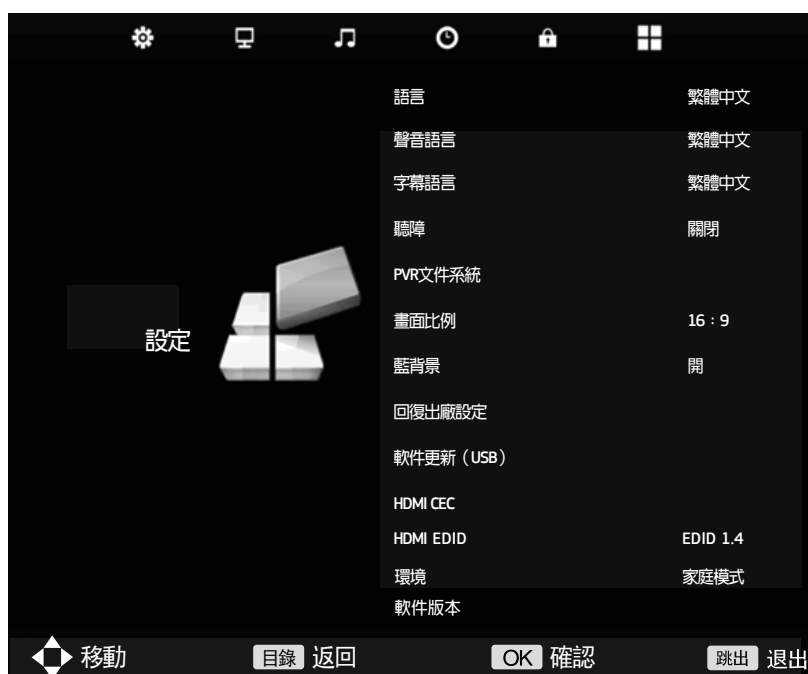 語言 繁體中文
聲音語言 繁體中文
字幕語言 繁體中文
聽障 關閉
PVR文件系統
畫面比例 16：9
設定
藍背景 開
回復出廠設定
軟件更新（USB）
HDMI CEC
HDMI EDID EDID 1.4
環境 家庭模式
軟件版本
移動 目錄 返回 OK 確認 跳出 退出